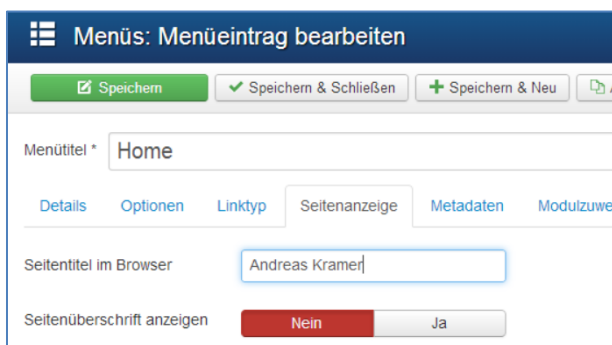 Menüs: Menüeintrag bearbeiten
Speichern Speichern & Schließen Speichern & Neu
Menütitel * Home
Details Optionen Linktyp Seitenanzeige Metadaten Modulzuwe
Seitentitel im Browser Andreas Kramer
Seitenüberschrift anzeigen Nein Ja